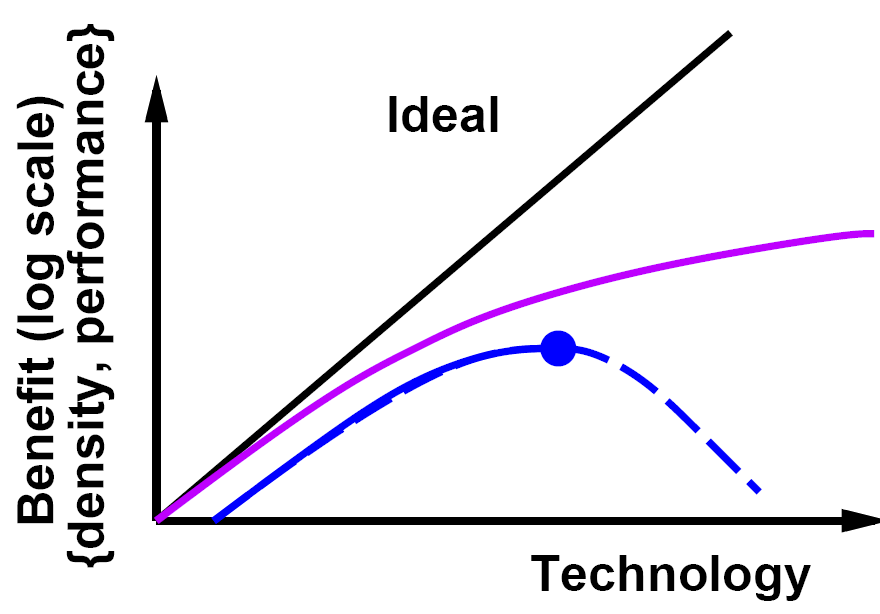 Benefit (log scale)
{density, performance}
Ideal
Technology